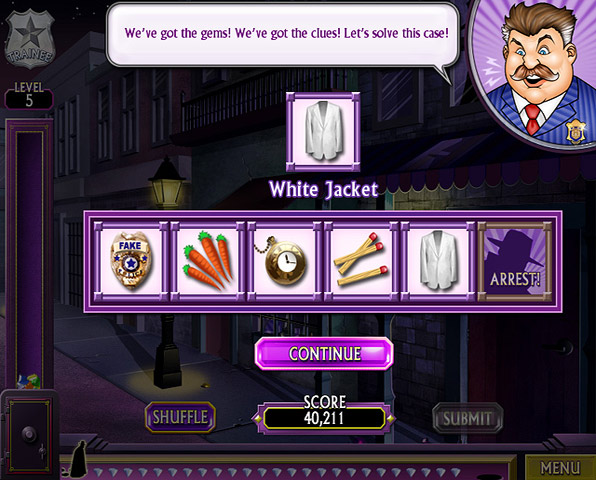 We've got the gems! We've got the clues! Let's solve this case!
TRAINEE
LEVEL
5
White Jacket
FAKE
POLICE
ARREST!
CONTINUE
SHUFFLE
SCORE
40,211
SUBMIT
MENU